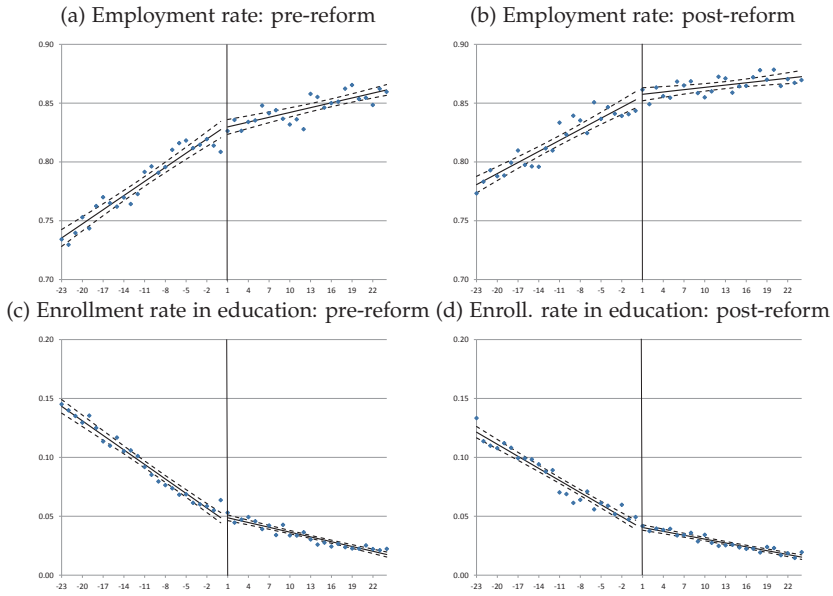 (a) Employment rate: pre-reform
0.90
0.85
0.80
0.75
0.70
-23 -20 -17 -14 -11 -8 -5 -2 1 4 7 10 13 16 19 22
(b) Employment rate: post-reform
0.90
0.85
0.80
0.75
0.70
-23 -20 -17 -14 -11 -8 -5 -2 1 4 7 10 13 16 19 22
(c) Enrollment rate in education: pre-reform
0.20
0.15
0.10
0.05
0.00
-23 -20 -17 -14 -11 -8 -5 -2 1 4 7 10 13 16 19 22
(d) Enroll. rate in education: post-reform
0.20
0.15
0.10
0.05
0.00
-23 -20 -17 -14 -11 -8 -5 -2 1 4 7 10 13 16 19 22